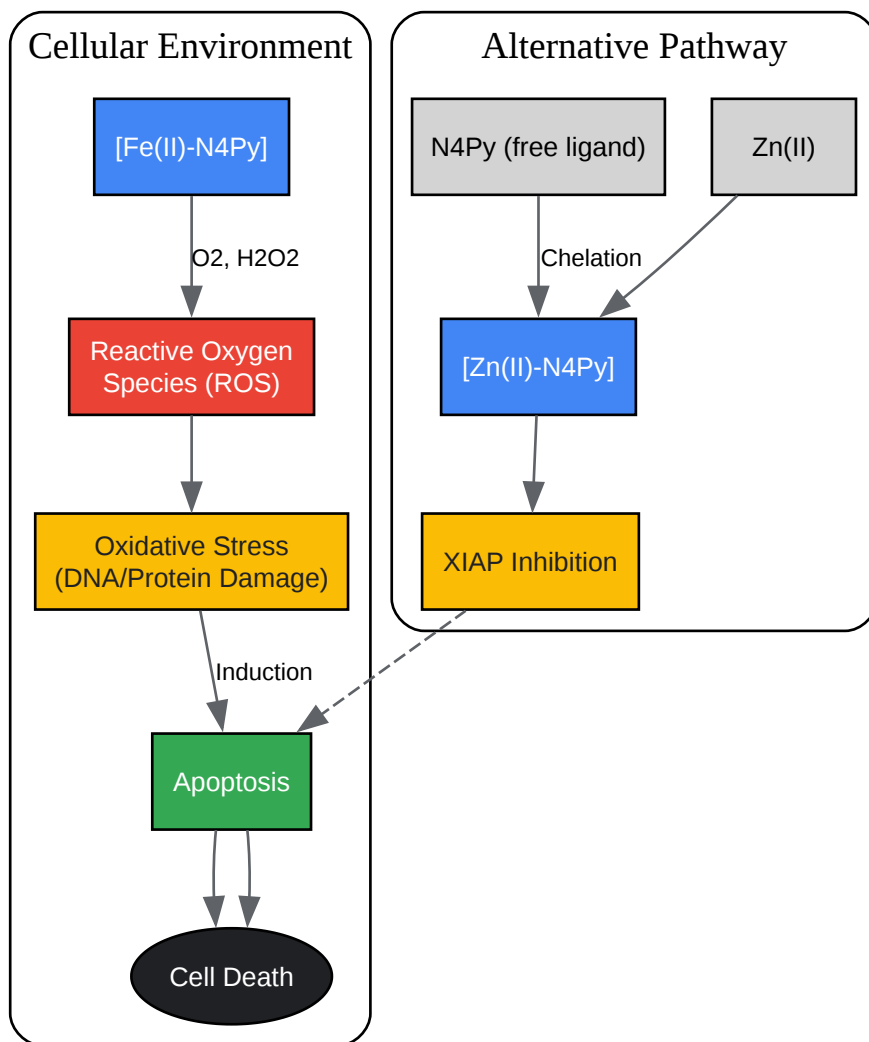 Cellular Environment
[Fe(II)-N4Py]
O2, H2O2
Reactive Oxygen
Species (ROS)
Oxidative Stress
(DNA/Protein Damage)
Induction
Apoptosis
Cell Death
Alternative Pathway
N4Py (free ligand)
Zn(II)
Chelation
[Zn(II)-N4Py]
XIAP Inhibition